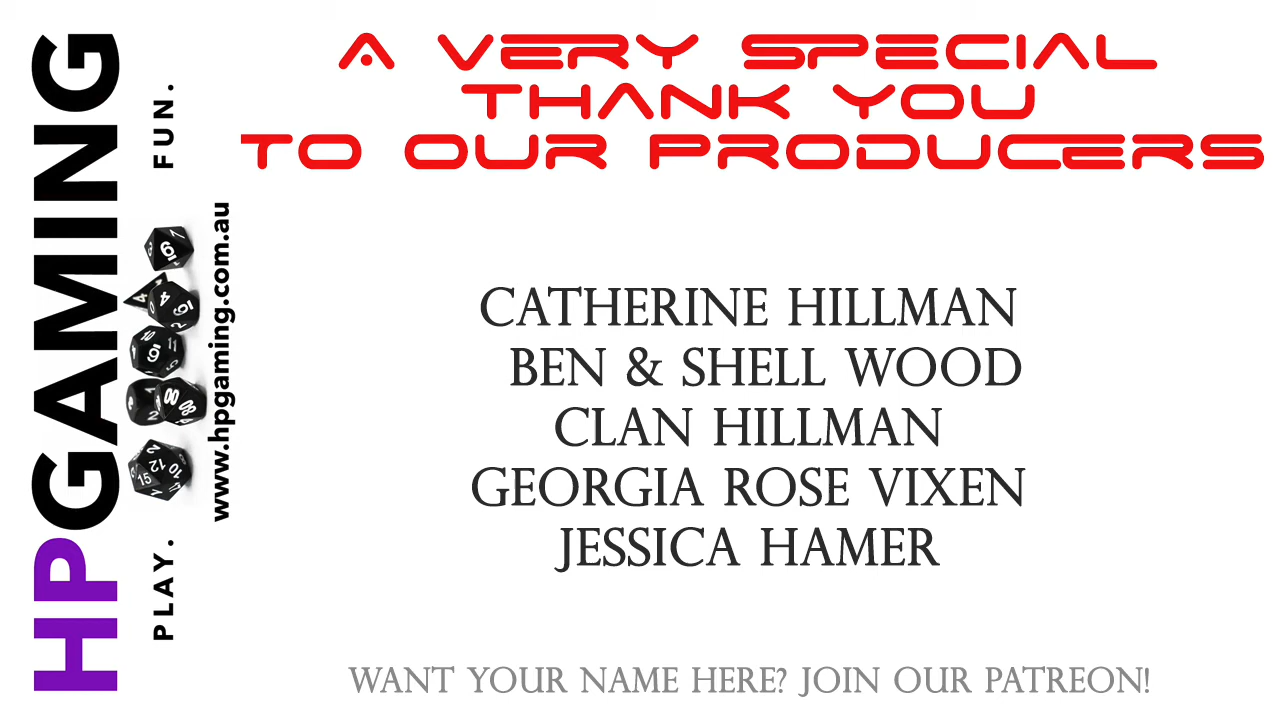 HPGAMING
PLAY. FUN.
www.hpgaming.com.au
A VERY SPECIAL
THANK YOU
TO OUR PRODUCERS
CATHERINE HILLMAN
BEN & SHELL WOOD
CLAN HILLMAN
GEORGIA ROSE VIXEN
JESSICA HAMER
WANT YOUR NAME HERE? JOIN OUR PATREON!